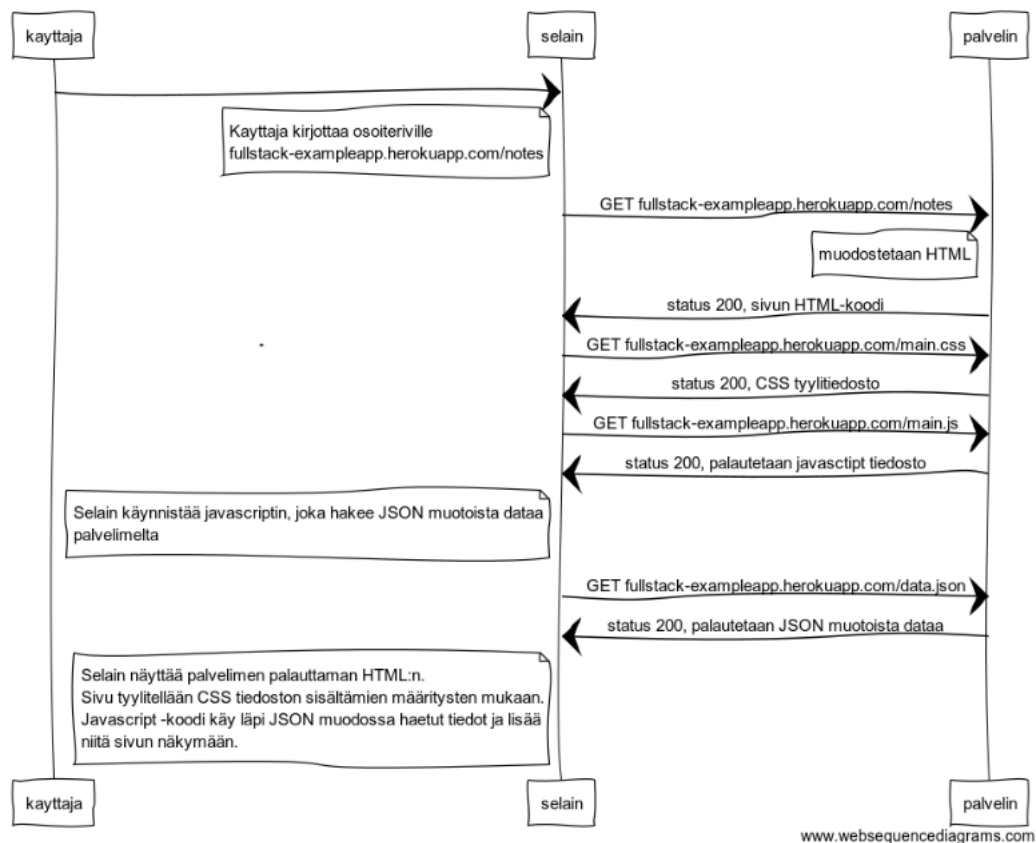 kayttaja
selain
palvelin
Kayttaja kirjottaa osoiteriville
fullstack-exampleapp.herokuapp.com/notes
GET fullstack-exampleapp.herokuapp.com/notes
muodostetaan HTML
status 200, sivun HTML-koodi
GET fullstack-exampleapp.herokuapp.com/main.css
status 200, CSS tyylitiedosto
GET fullstack-exampleapp.herokuapp.com/main.js
status 200, palautetaan javasctipt tiedosto
Selain käynnistää javascriptin, joka hakee JSON muotoista dataa
palvelimelta
GET fullstack-exampleapp.herokuapp.com/data.json
status 200, palautetaan JSON muotoista dataa
Selain näyttää palvelimen palauttaman HTML:n.
Sivu tyylitellään CSS tiedoston sisältämien määritysten mukaan.
Javascript -koodi käy läpi JSON muodossa haetut tiedot ja lisää
niitä sivun näkymään.
kayttaja
selain
palvelin
www.websequencediagrams.com